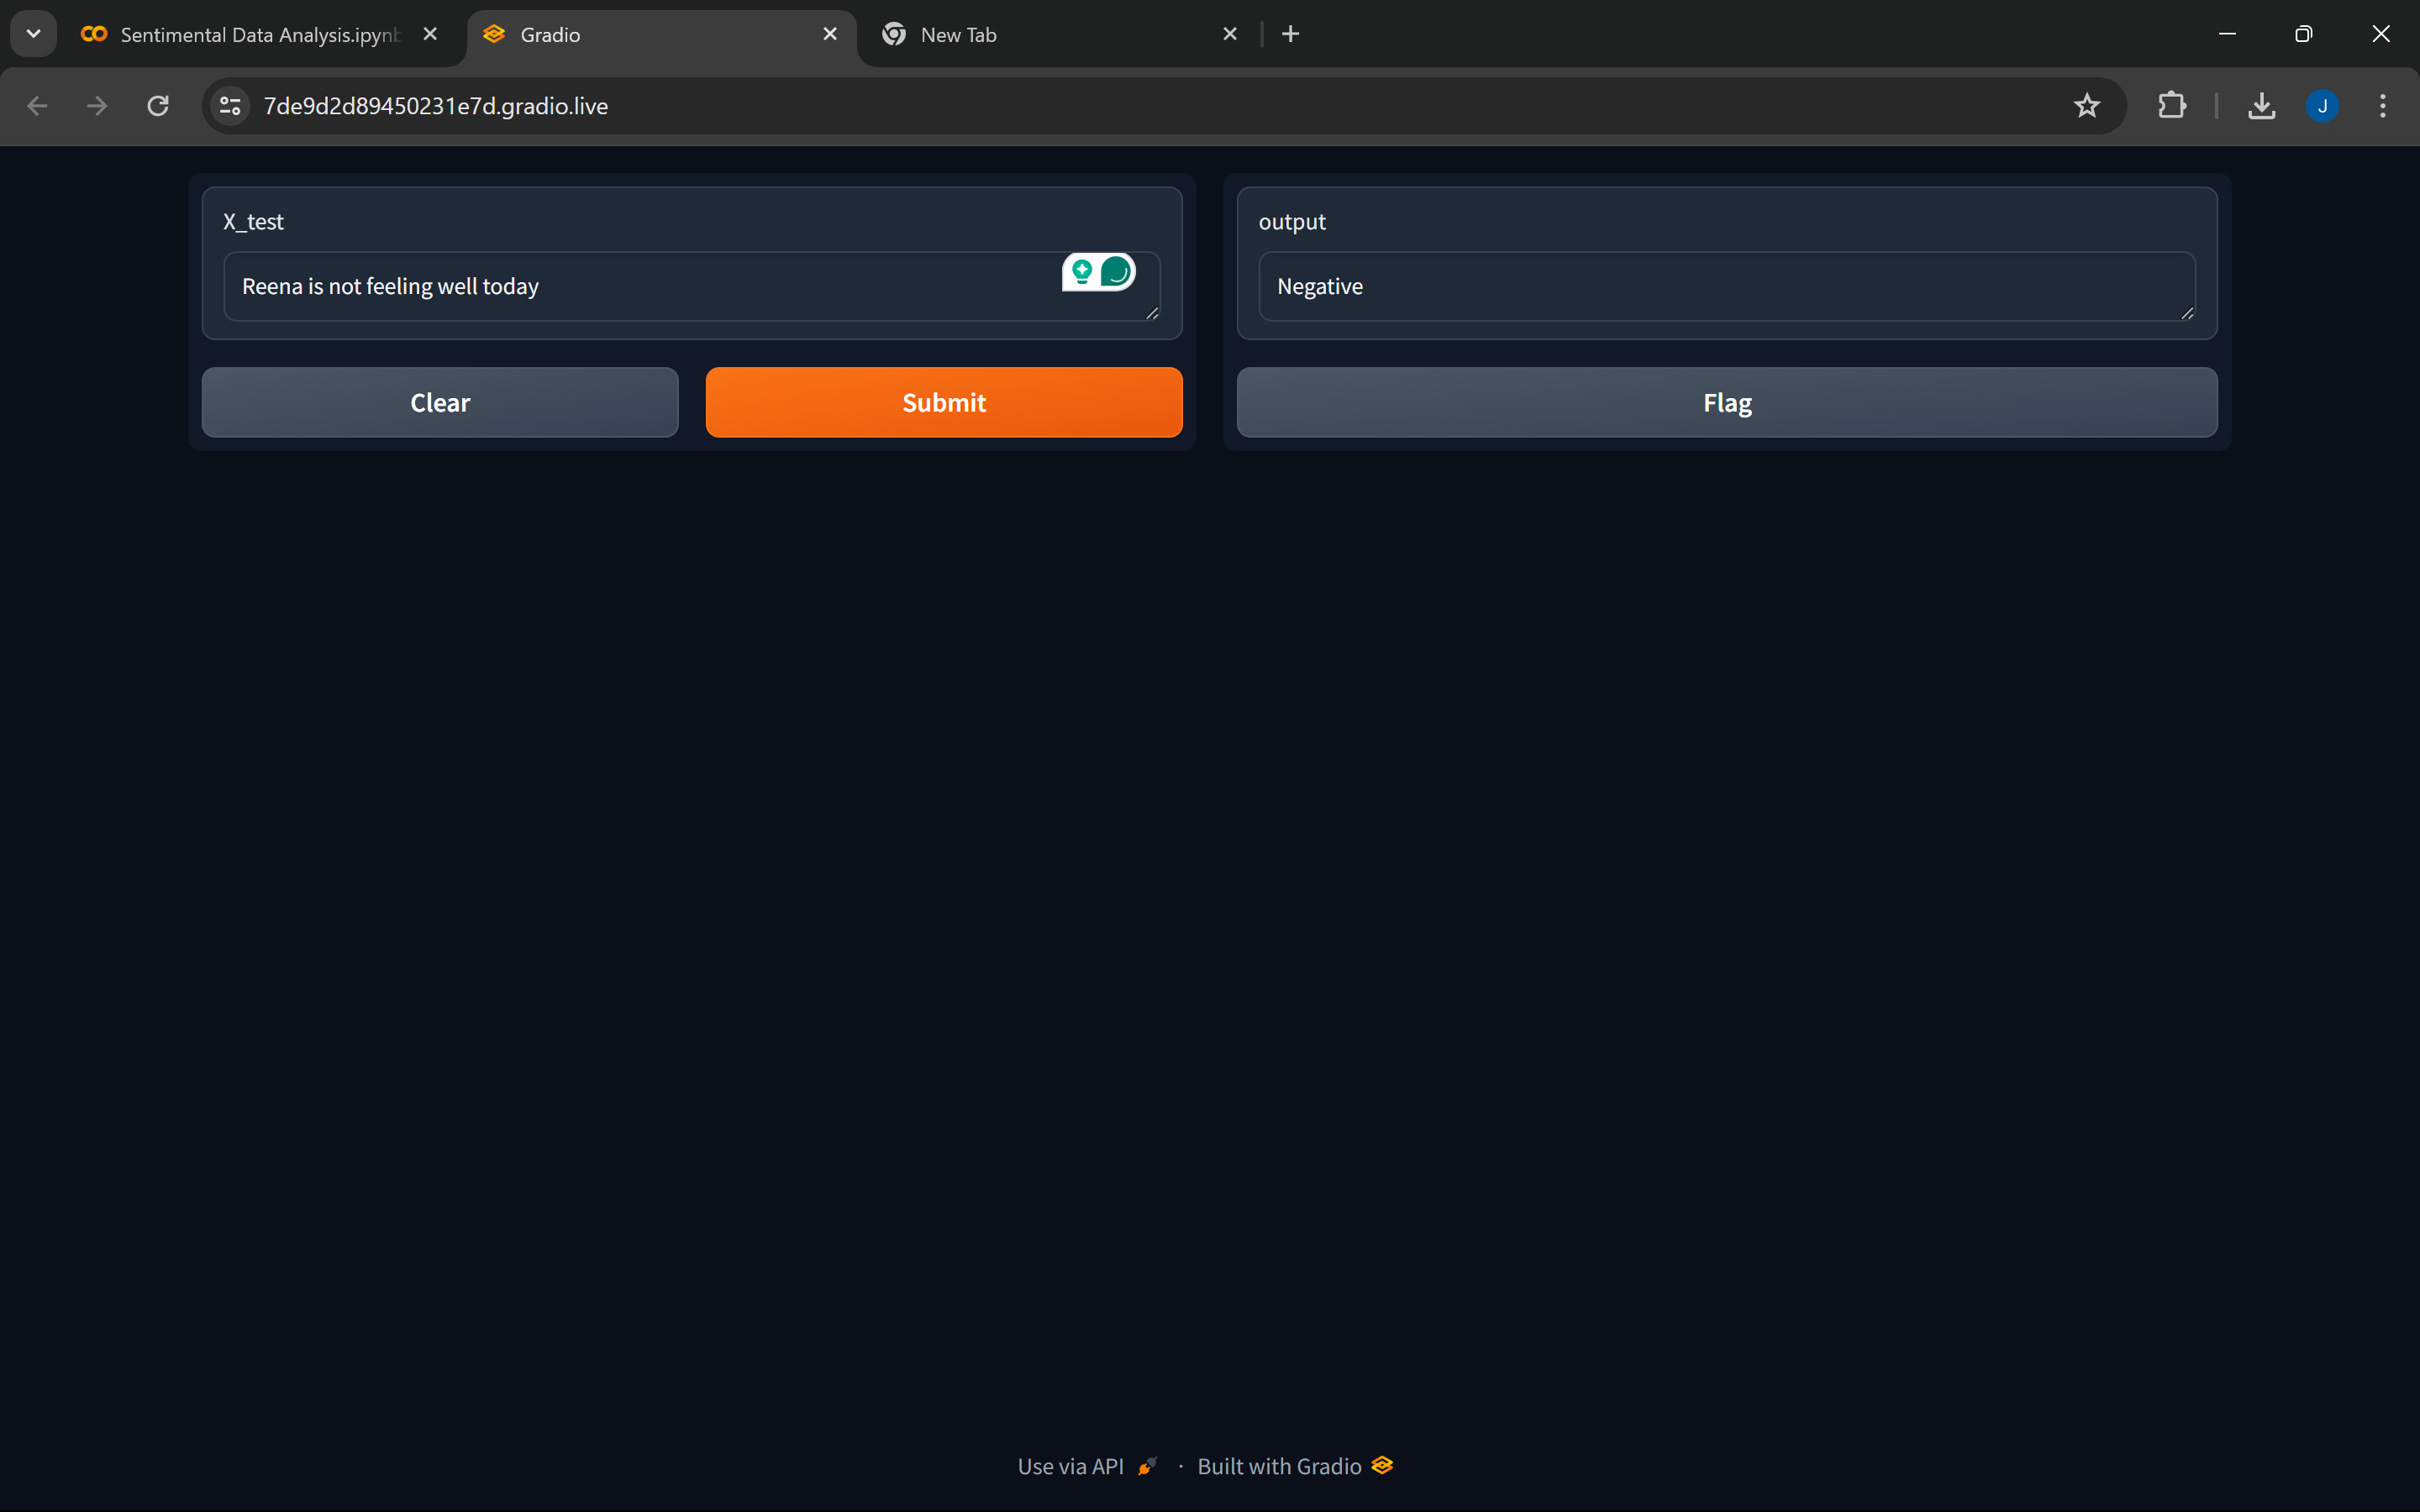 Sentimental Data Analysis.ipynb
Gradio
New Tab
7de9d2d89450231e7d.gradio.live
J
X_test
Reena is not feeling well today
Clear
Submit
output
Negative
Flag
Use via API · Built with Gradio